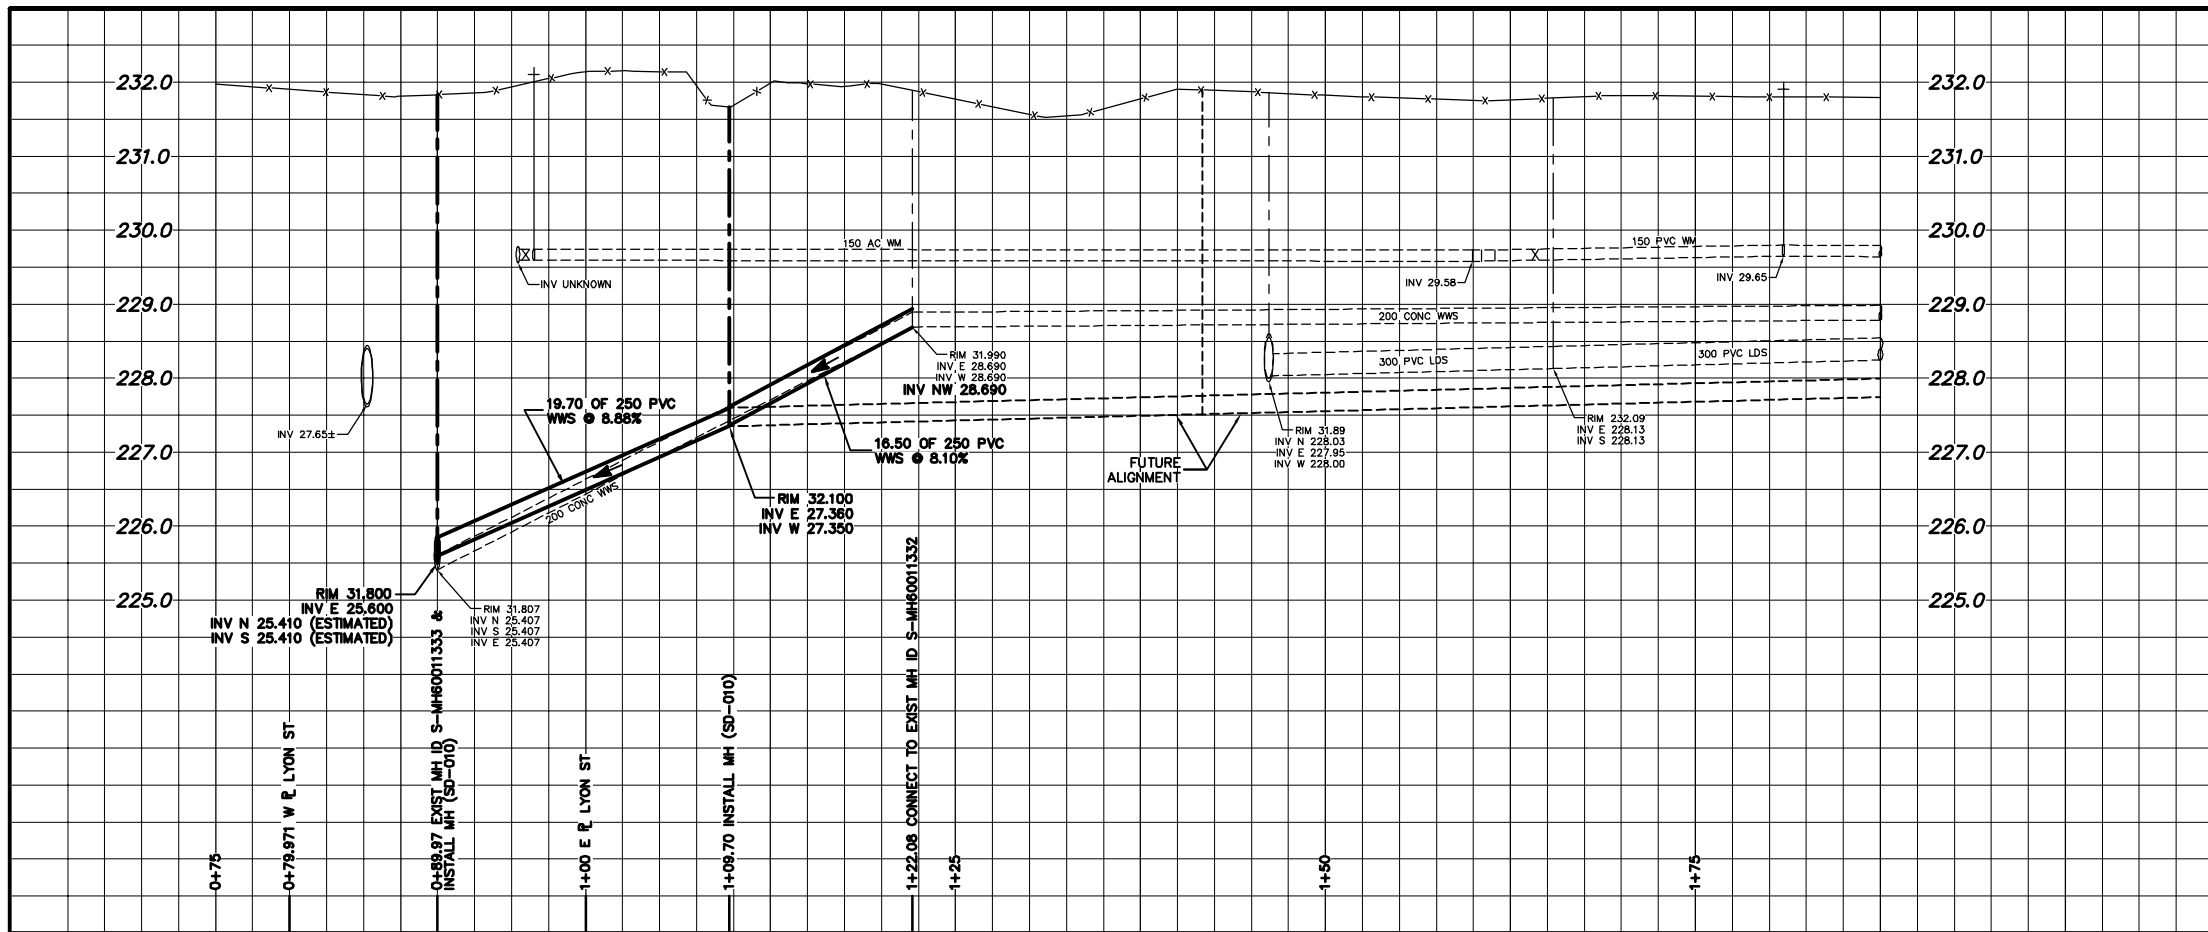 232.0
232.0
231.0
231.0
230.0
230.0
229.0
229.0
228.0
228.0
227.0
227.0
226.0
226.0
225.0
225.0
150 AC WM
150 PVC WM
INV UNKNOWN
INV 29.58
INV 29.65
200 CONC WWS
300 PVC LDS
300 PVC LDS
RIM 31.990
INV E 28.690
INV W 28.690
INV NW 28.690
19.70 OF 250 PVC
WWS @ 8.88%
INV 27.65±
16.50 OF 250 PVC
WWS @ 8.10%
FUTURE
ALIGNMENT
RIM 31.89
INV N 228.03
INV E 227.95
INV W 228.00
RIM 232.09
INV E 228.13
INV S 228.13
200 CONC WWS
RIM 32.100
INV E 27.360
INV W 27.350
RIM 31.800
INV E 25.600
INV N 25.410 (ESTIMATED)
INV S 25.410 (ESTIMATED)
RIM 31.807
INV N 25.407
INV S 25.407
INV E 25.407
0+75
0+79.971 W PL LYON ST
0+89.97 EXIST MH ID S-MH60011333 &
INSTALL MH (SD-010)
1+00 E PL LYON ST
1+09.70 INSTALL MH (SD-010)
1+22.08 CONNECT TO EXIST MH ID S-MH60011332
1+25
1+50
1+75